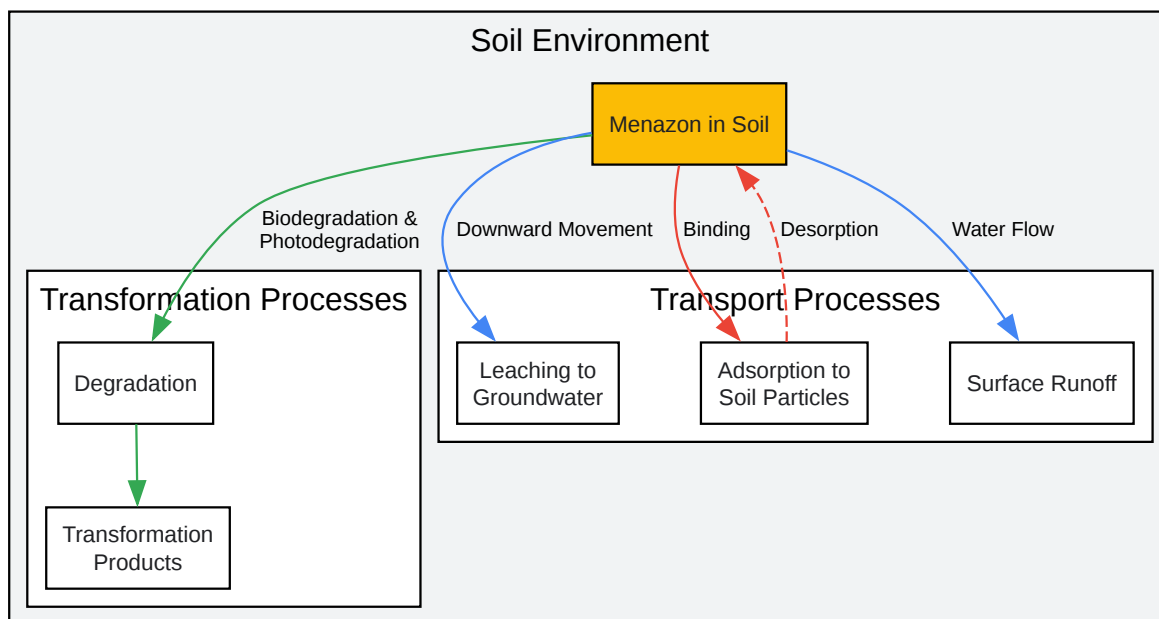 Soil Environment
Menazon in Soil
Biodegradation &
Photodegradation
Downward Movement
Binding
Desorption
Water Flow
Transformation Processes
Transport Processes
Degradation
Leaching to
Groundwater
Adsorption to
Soil Particles
Surface Runoff
Transformation
Products